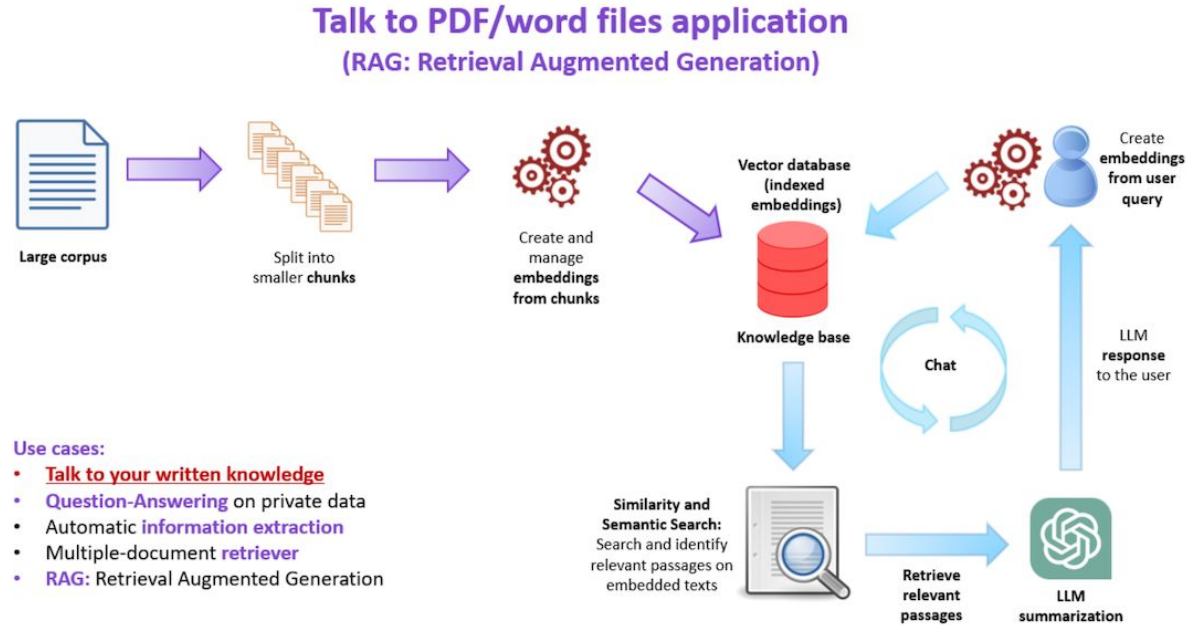 Talk to PDF/word files application
(RAG: Retrieval Augmented Generation)
Large corpus
Split into
smaller chunks
Create and
manage
embeddings
from chunks
Vector database
(indexed
embeddings)
Knowledge base
Create
embeddings
from user
query
Chat
LLM
response
to the user
Similarity and
Semantic Search:
Search and identify
relevant passages on
embedded texts
Retrieve
relevant
passages
LLM
summarization
Use cases:
• Talk to your written knowledge
• Question-Answering on private data
• Automatic information extraction
• Multiple-document retriever
• RAG: Retrieval Augmented Generation